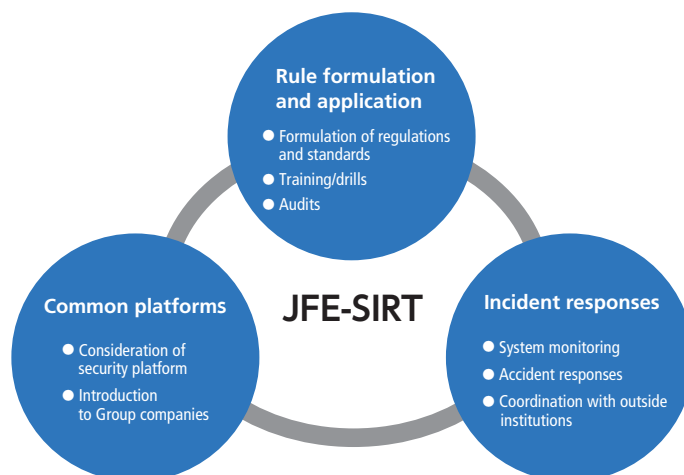 Rule formulation
and application
● Formulation of regulations
and standards
● Training/drills
● Audits
JFE-SIRT
Common platforms
● Consideration of
security platform
● Introduction
to Group companies
Incident responses
● System monitoring
● Accident responses
● Coordination with outside
institutions